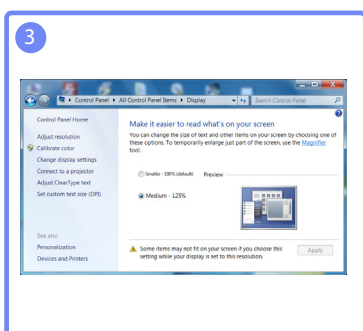 3
Control Panel ▸ All Control Panel Items ▸ Display
Search Control Panel
Control Panel Home
Adjust resolution
Calibrate color
Change display settings
Connect to a projector
Adjust ClearType text
Set custom text size (DPI)
See also
Personalization
Devices and Printers
Make it easier to read what's on your screen
You can change the size of text and other items on your screen by choosing one of
these options. To temporarily enlarge just part of the screen, use the Magnifier
tool.
Smaller - 100% (default)
Preview
Medium - 125%
Some items may not fit on your screen if you choose this
setting while your display is set to this resolution.
Apply